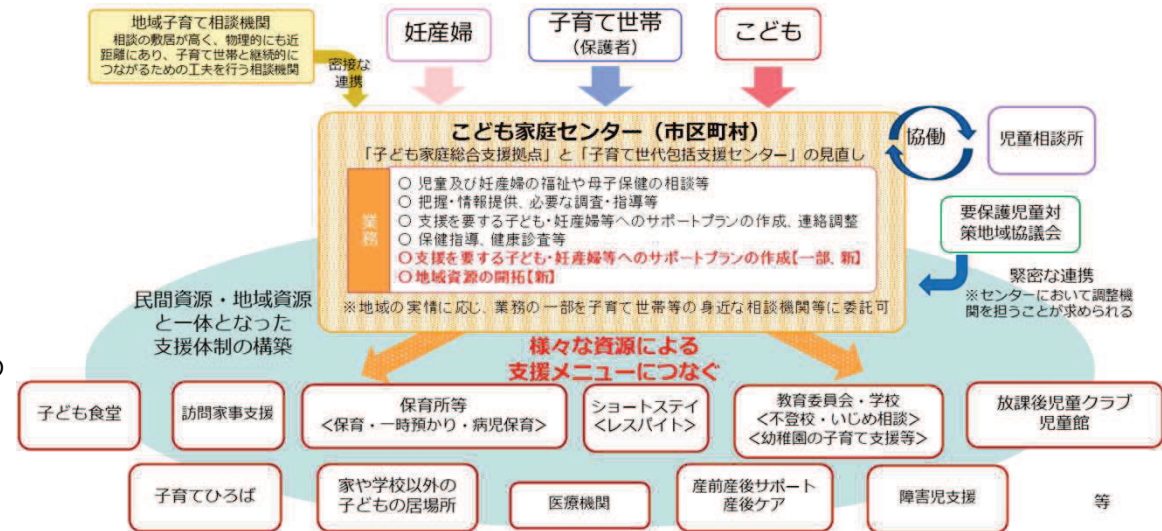 地域子育て相談機関
相談の敷居が高く、物理的にも近
距離にあり、子育て世帯と継続的に
つながるための工夫を行う相談機関
密接な
連携
妊産婦
子育て世帯
(保護者)
こども
こども家庭センター（市区町村）
「子ども家庭総合支援拠点」と「子育て世代包括支援センター」の見直し
業務
○ 児童及び妊産婦の福祉や母子保健の相談等
○ 把握・情報提供、必要な調査・指導等
○ 支援を要する子ども・妊産婦等へのサポートプランの作成、連絡調整
○ 保健指導、健康診査等
○支援を要する子ども・妊産婦等へのサポートプランの作成【一部、新】
○地域資源の開拓【新】
※地域の実情に応じ、業務の一部を子育て世帯等の身近な相談機関等に委託可
協働
児童相談所
要保護児童対
策地域協議会
緊密な連携
※センターにおいて調整機
関を担うことが求められる
民間資源・地域資源
と一体となった
支援体制の構築
様々な資源による
支援メニューにつなぐ
子ども食堂
訪問家事支援
保育所等
<保育・一時預かり・病児保育>
ショートステイ
<レスパイト>
教育委員会・学校
<不登校・いじめ相談>
<幼稚園の子育て支援等>
放課後児童クラブ
児童館
子育てひろば
家や学校以外の
子どもの居場所
医療機関
産前産後サポート
産後ケア
障害児支援
等